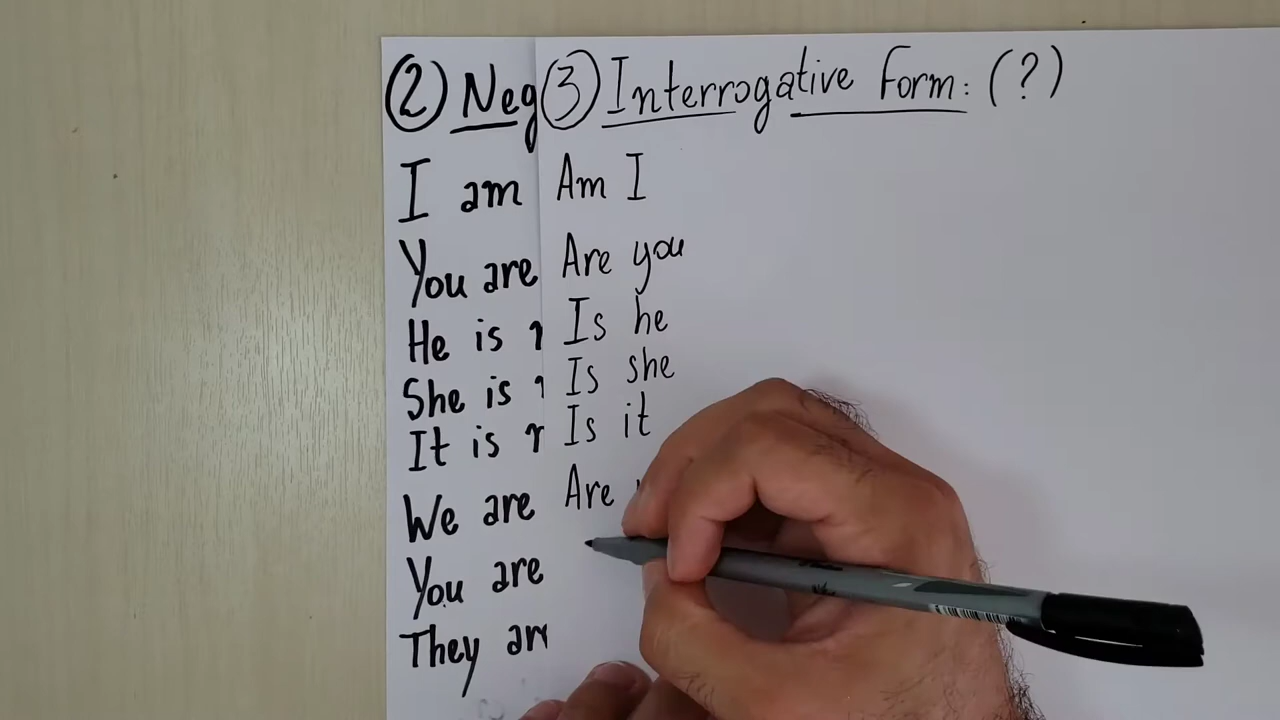 ② Neg ③ Interrogative Form: (?)
I am Am I
You are Are you
He is Is he
She is Is she
It is Is it
We are Are
You are
They